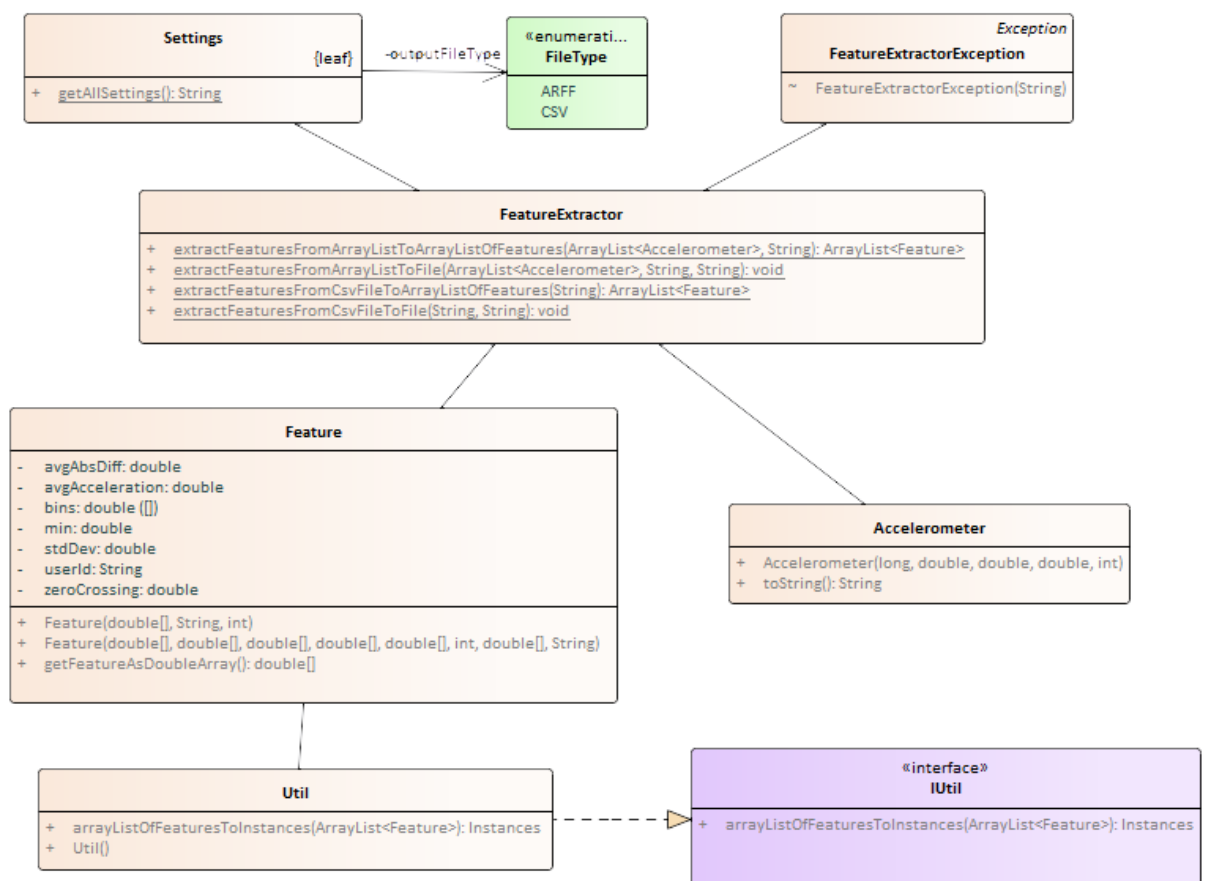 Settings
{leaf}
+ getAllSettings(): String
-outputFileType
«enumerati...
FileType
ARFF
CSV
Exception
FeatureExtractorException
~ FeatureExtractorException(String)
FeatureExtractor
+ extractFeaturesFromArrayListToArrayListOfFeatures(ArrayList<Accelerometer>, String): ArrayList<Feature>
+ extractFeaturesFromArrayListToFile(ArrayList<Accelerometer>, String, String): void
+ extractFeaturesFromCsvFileToArrayListOfFeatures(String): ArrayList<Feature>
+ extractFeaturesFromCsvFileToFile(String, String): void
Feature
- avgAbsDiff: double
- avgAcceleration: double
- bins: double ([])
- min: double
- stdDev: double
- userId: String
- zeroCrossing: double
+ Feature(double[], String, int)
+ Feature(double[], double[], double[], double[], double[], int, double[], String)
+ getFeatureAsDoubleArray(): double[]
Accelerometer
+ Accelerometer(long, double, double, double, int)
+ toString(): String
Util
+ arrayListOfFeaturesToInstances(ArrayList<Feature>): Instances
+ Util()
«interface»
IUtil
+ arrayListOfFeaturesToInstances(ArrayList<Feature>): Instances